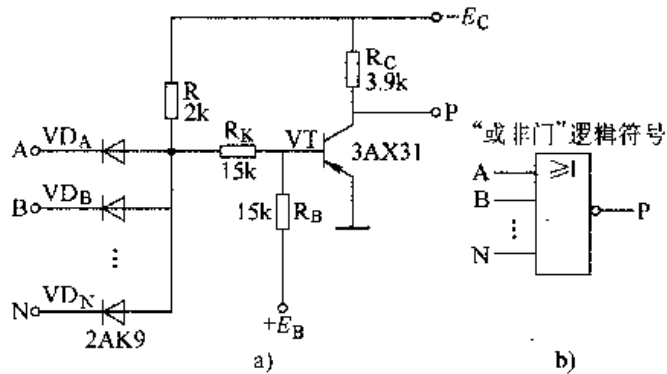 −E_C
R_C
3.9k
R
2k
P
R_K
VT
3AX31
15k
15k
R_B
A
VD_A
B
VD_B
⋮
N
VD_N
2AK9
+E_B
a)
“或非门”逻辑符号
A
≥1
B
P
⋮
N
b)